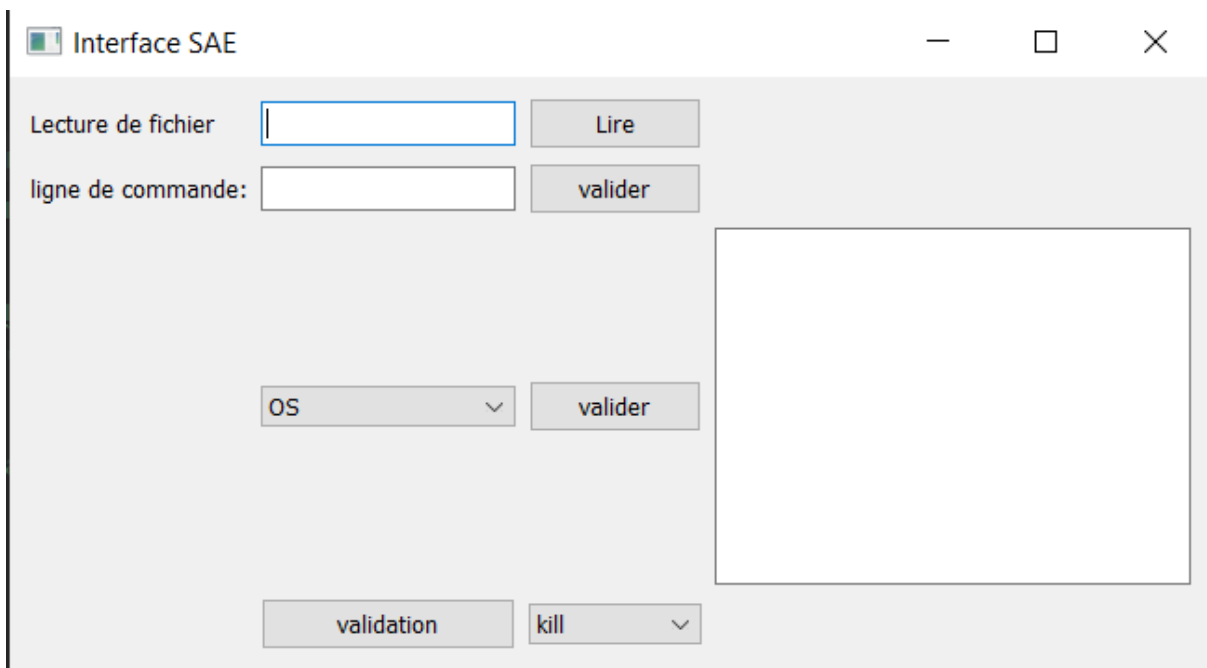 Interface SAE
Lecture de fichier Lire
ligne de commande: valider
OS valider
validation kill